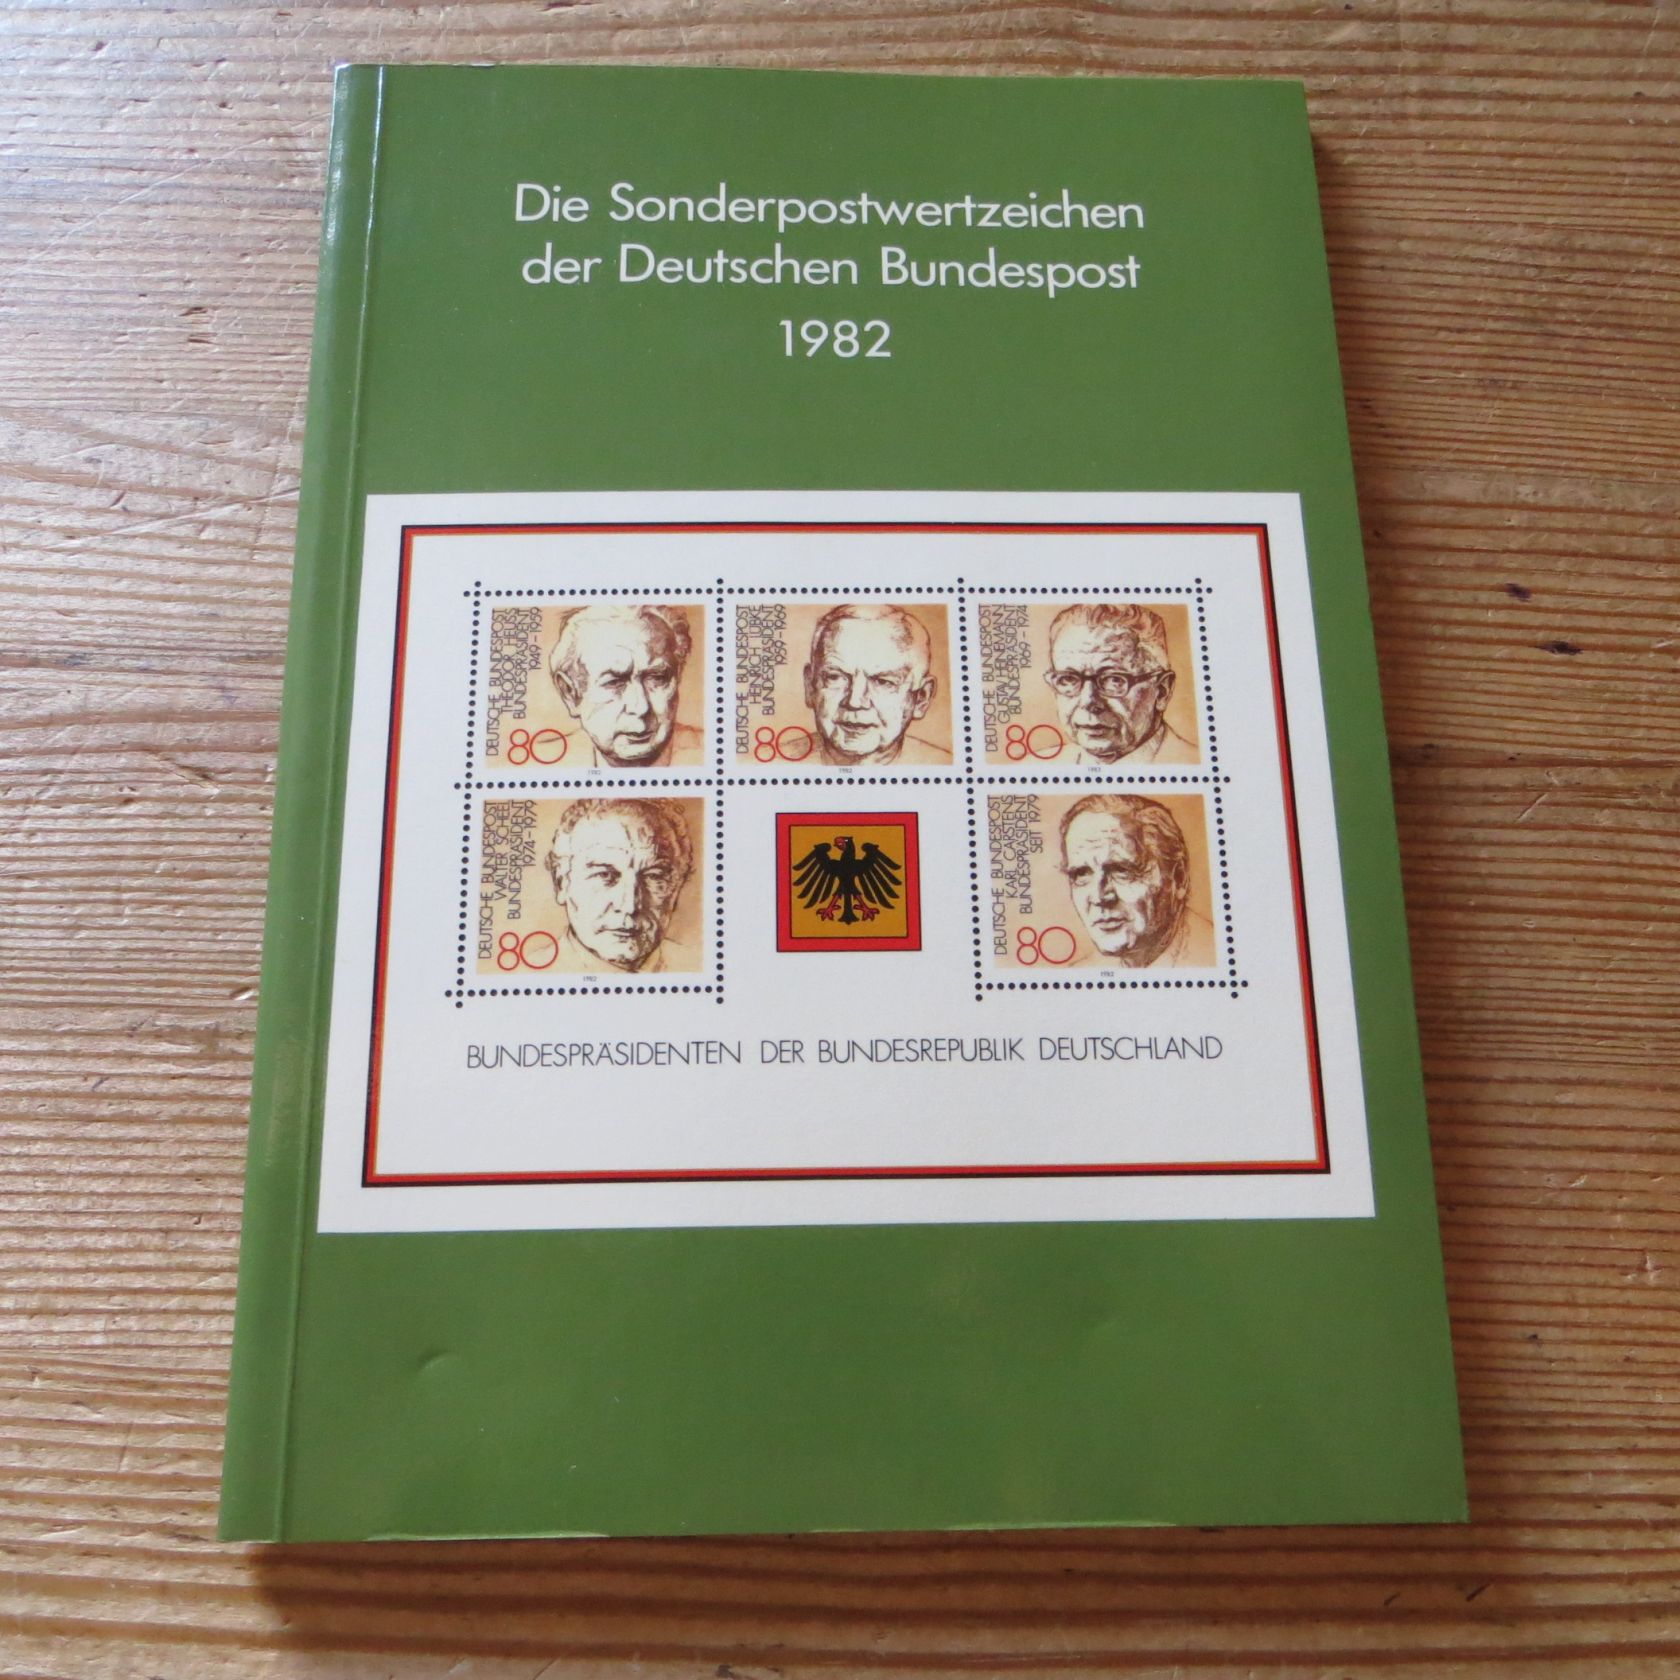 Die Sonderpostwertzeichen
der Deutschen Bundespost
1982
DEUTSCHE BUNDESPOST
THEODOR HEUSS
BUNDESPRÄSIDENT
1949–1959
80
1982
DEUTSCHE BUNDESPOST
HEINRICH LÜBKE
BUNDESPRÄSIDENT
1959–1969
80
1982
DEUTSCHE BUNDESPOST
GUSTAV HEINEMANN
BUNDESPRÄSIDENT
1969–1974
80
1982
DEUTSCHE BUNDESPOST
WALTER SCHEEL
BUNDESPRÄSIDENT
1974–1979
80
1982
DEUTSCHE BUNDESPOST
KARL CARSTENS
BUNDESPRÄSIDENT
SEIT 1979
80
1982
BUNDESPRÄSIDENTEN DER BUNDESREPUBLIK DEUTSCHLAND